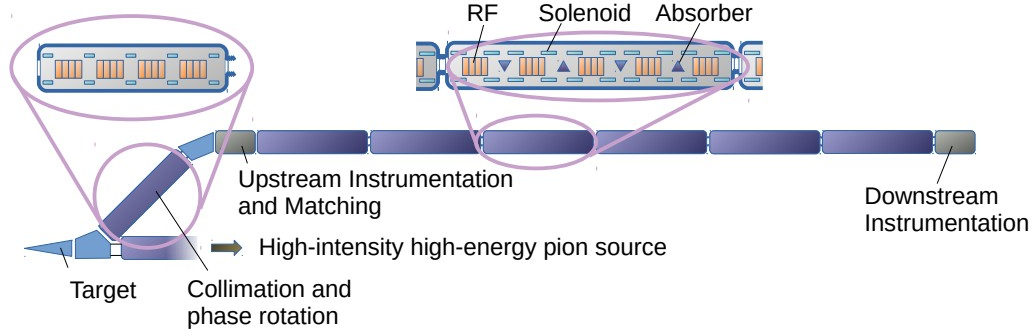 RF Solenoid Absorber
Upstream Instrumentation
and Matching
Downstream
Instrumentation
High-intensity high-energy pion source
Target
Collimation and
phase rotation